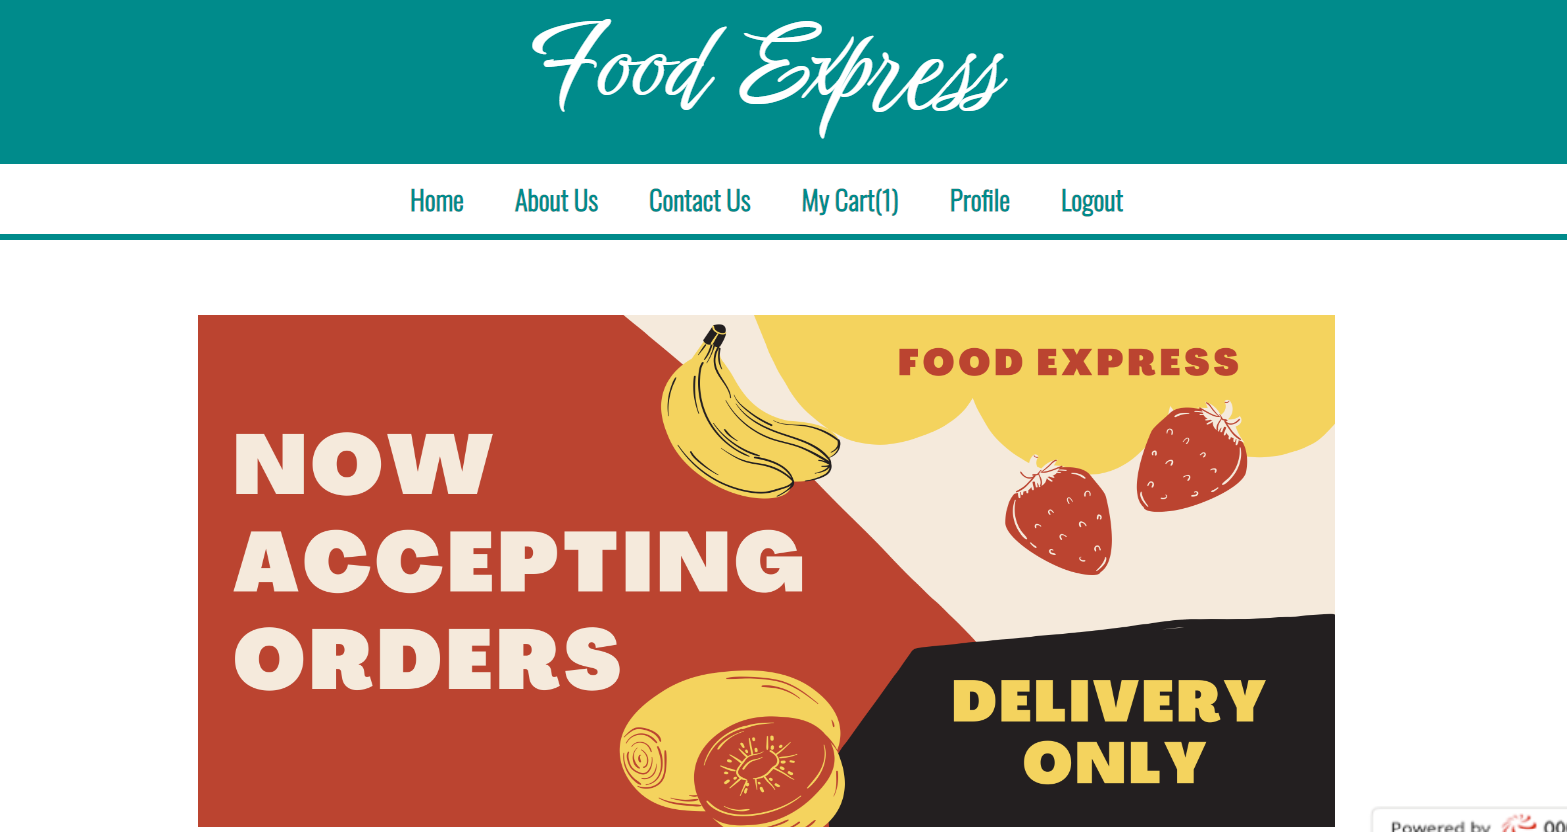 Food Express
Home About Us Contact Us My Cart(1) Profile Logout
FOOD EXPRESS
NOW
ACCEPTING
ORDERS
DELIVERY
ONLY
Powered by